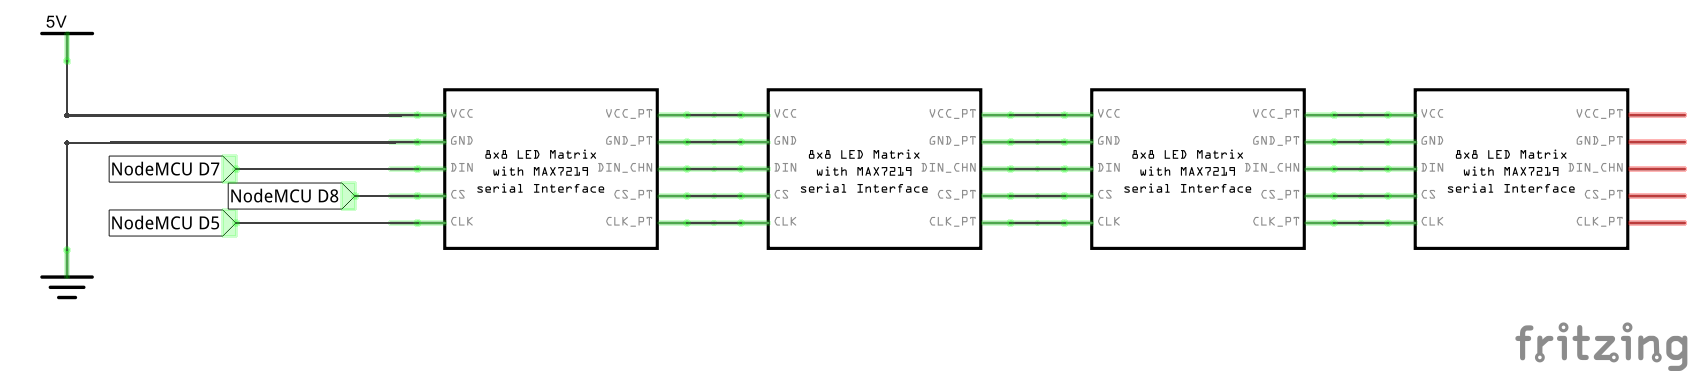 5V
NodeMCU D7
NodeMCU D8
NodeMCU D5
VCC
GND
DIN
CS
CLK
8x8 LED Matrix
with MAX7219
serial Interface
VCC_PT
GND_PT
DIN_CHN
CS_PT
CLK_PT
VCC
GND
DIN
CS
CLK
8x8 LED Matrix
with MAX7219
serial Interface
VCC_PT
GND_PT
DIN_CHN
CS_PT
CLK_PT
VCC
GND
DIN
CS
CLK
8x8 LED Matrix
with MAX7219
serial Interface
VCC_PT
GND_PT
DIN_CHN
CS_PT
CLK_PT
VCC
GND
DIN
CS
CLK
8x8 LED Matrix
with MAX7219
serial Interface
VCC_PT
GND_PT
DIN_CHN
CS_PT
CLK_PT
fritzing